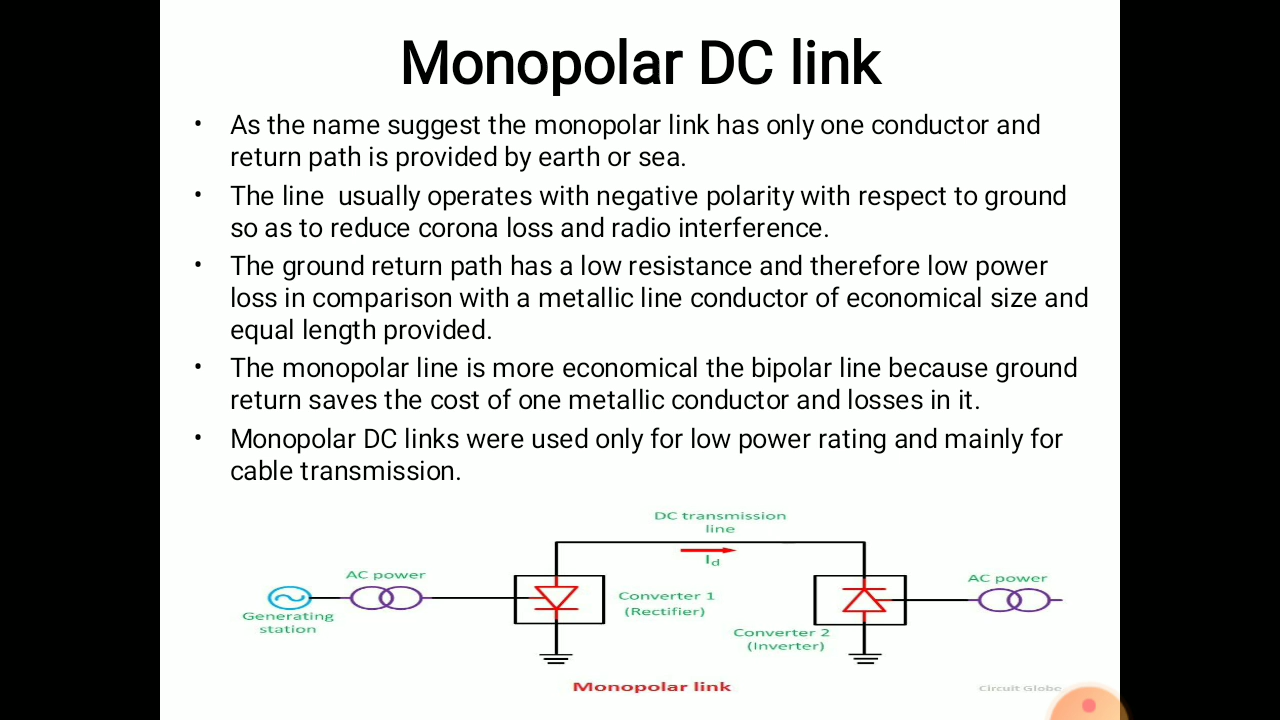 Monopolar DC link
• As the name suggest the monopolar link has only one conductor and
return path is provided by earth or sea.
• The line  usually operates with negative polarity with respect to ground
so as to reduce corona loss and radio interference.
• The ground return path has a low resistance and therefore low power
loss in comparison with a metallic line conductor of economical size and
equal length provided.
• The monopolar line is more economical the bipolar line because ground
return saves the cost of one metallic conductor and losses in it.
• Monopolar DC links were used only for low power rating and mainly for
cable transmission.
DC transmission
line
Id
AC power
Generating
station
Converter 1
(Rectifier)
Converter 2
(Inverter)
AC power
Monopolar link
Circuit Globe